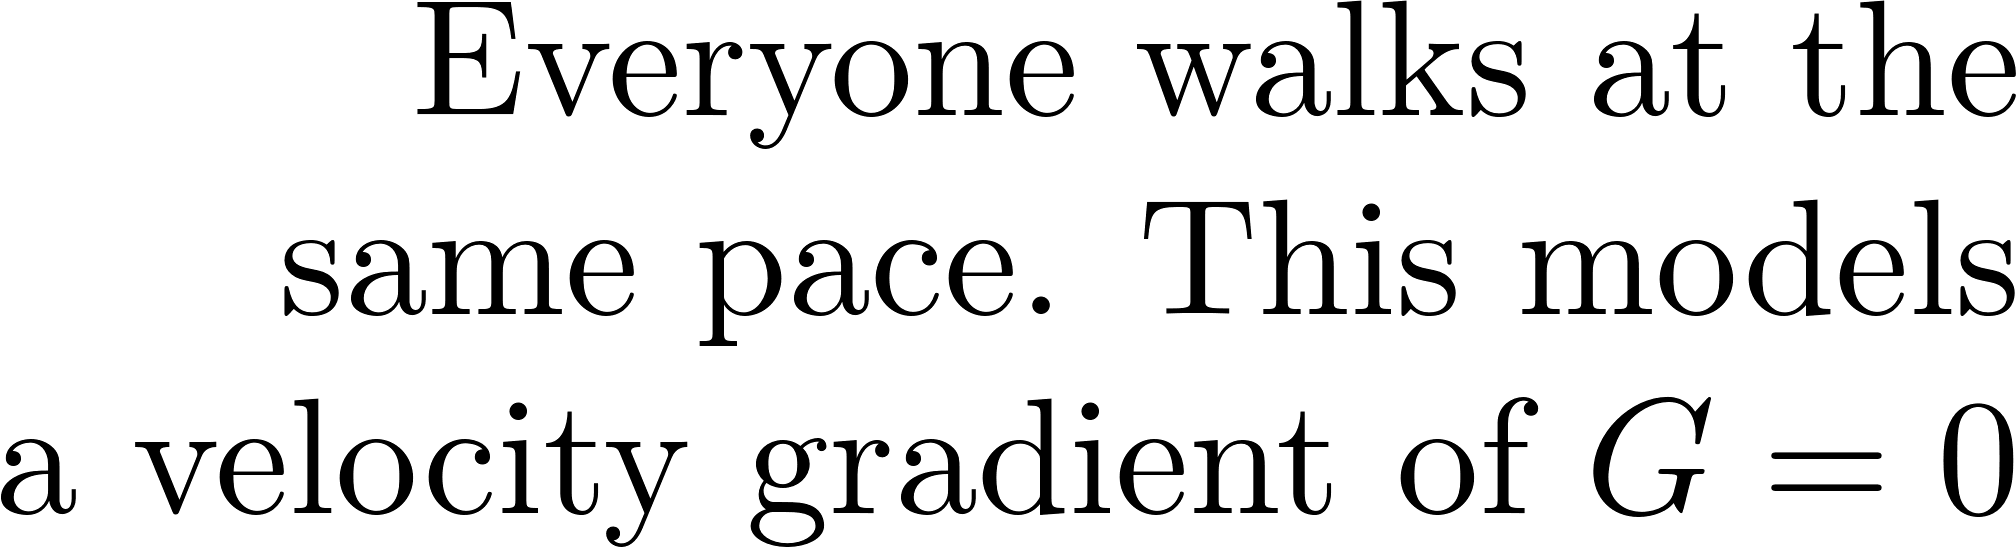 Everyone walks at the
same pace. This models
a velocity gradient of G = 0